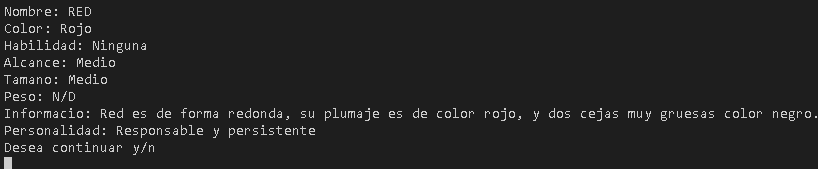 Nombre: RED
Color: Rojo
Habilidad: Ninguna
Alcance: Medio
Tamano: Medio
Peso: N/D
Informacio: Red es de forma redonda, su plumaje es de color rojo, y dos cejas muy gruesas color negro.
Personalidad: Responsable y persistente
Desea continuar y/n